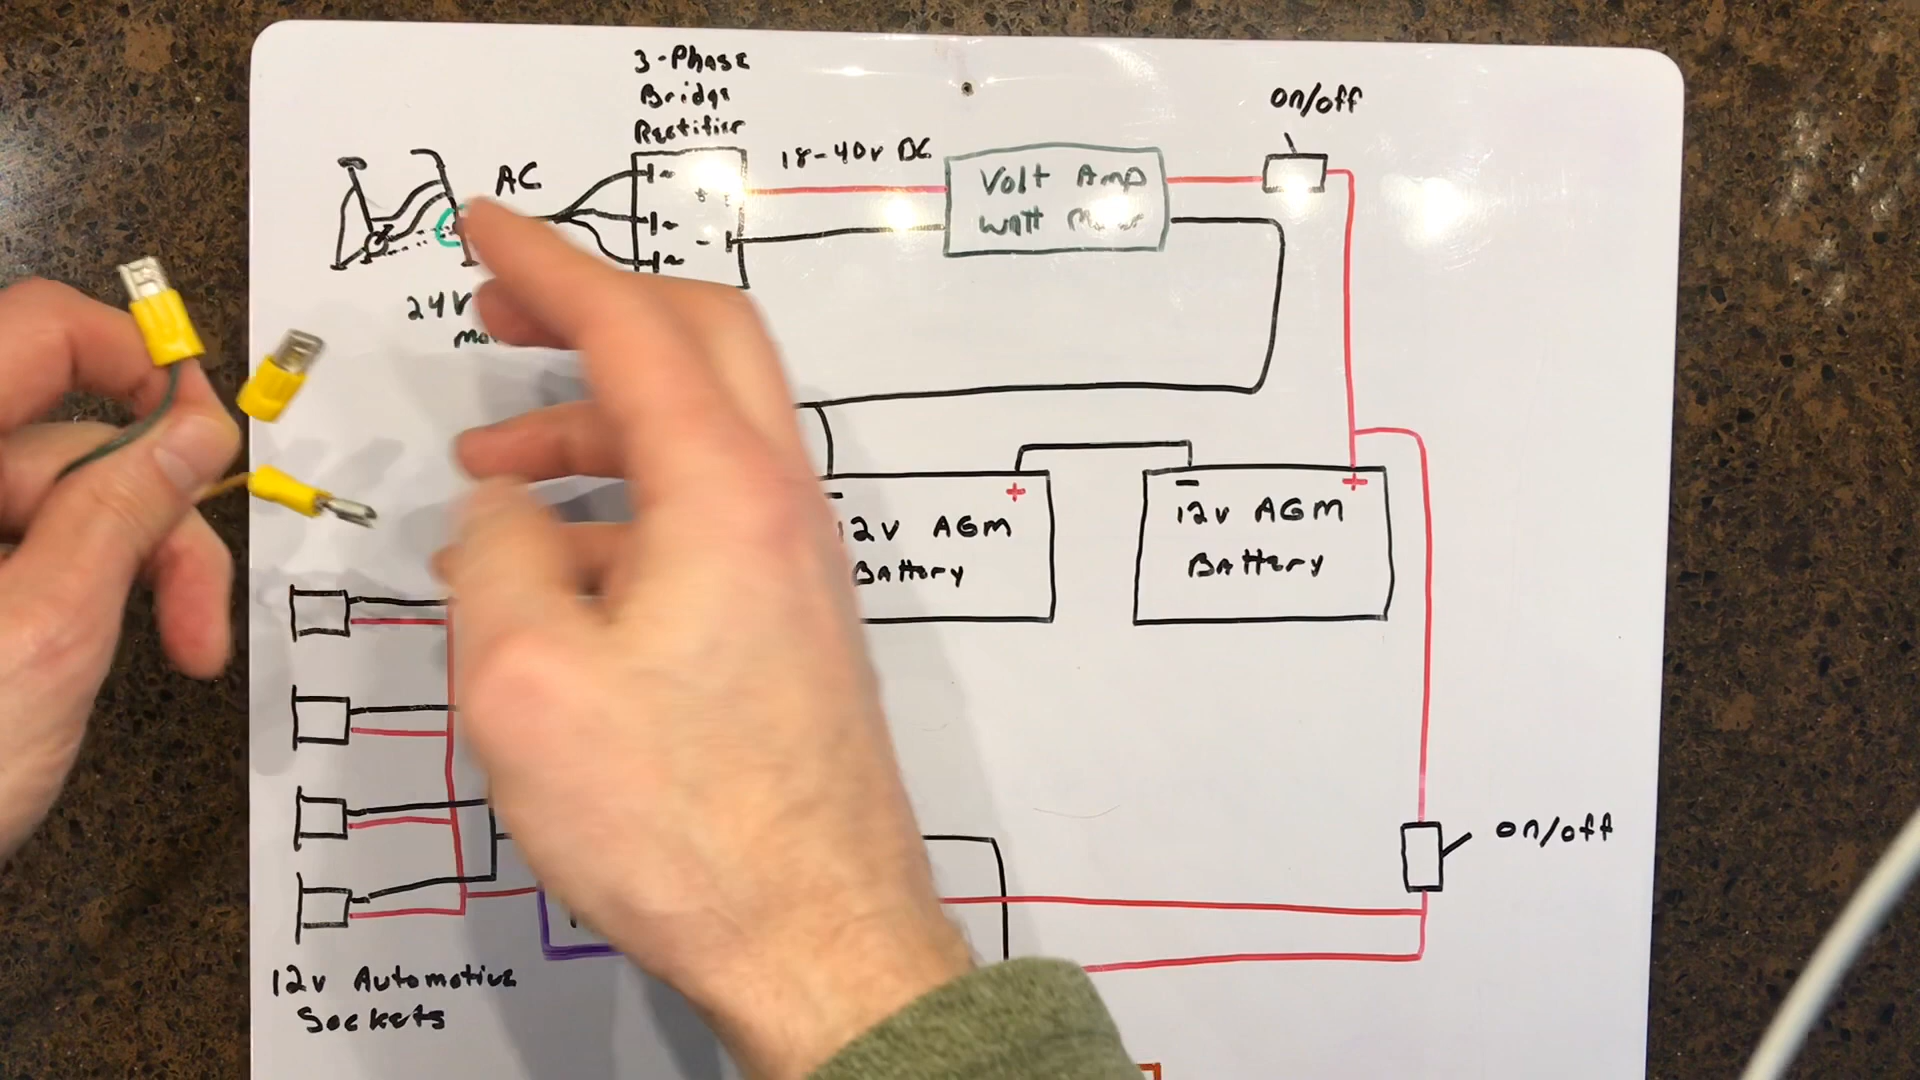 3-Phase
Bridge
Rectifier
on/off
AC
18-40v DC
Volt Amp
Watt
24V
12v AGM
Battery
12v AGM
Battery
on/off
12v Automotive
Sockets